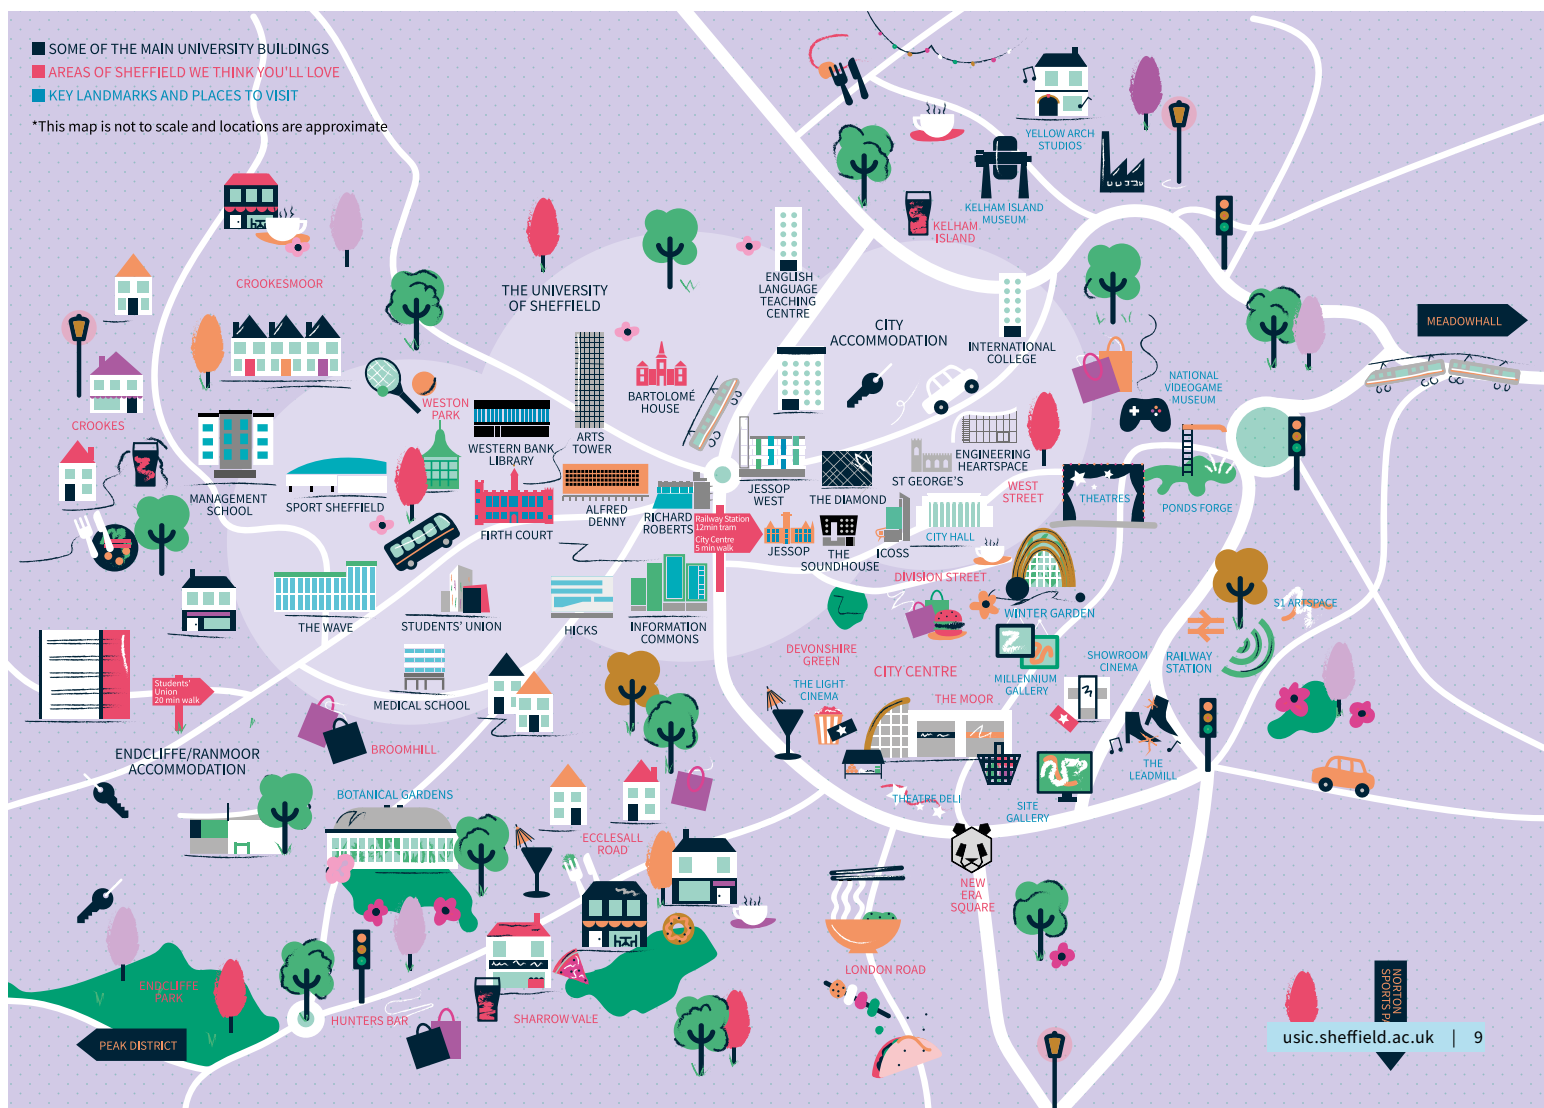 SOME OF THE MAIN UNIVERSITY BUILDINGS
AREAS OF SHEFFIELD WE THINK YOU'LL LOVE
KEY LANDMARKS AND PLACES TO VISIT
*This map is not to scale and locations are approximate
YELLOW ARCH
STUDIOS
KELHAM ISLAND
MUSEUM
KELHAM
ISLAND
CROOKESMOOR
THE UNIVERSITY
OF SHEFFIELD
ENGLISH
LANGUAGE
TEACHING
CENTRE
CITY
ACCOMMODATION
INTERNATIONAL
COLLEGE
MEADOWHALL
NATIONAL
VIDEOGAME
MUSEUM
CROOKES
WESTON
PARK
BARTOLOMÉ
HOUSE
WESTERN BANK
LIBRARY
ARTS
TOWER
ENGINEERING
HEARTSPACE
ST GEORGE'S
WEST
STREET
THEATRES
PONDS FORGE
MANAGEMENT
SCHOOL
SPORT SHEFFIELD
FIRTH COURT
ALFRED
DENNY
RICHARD
ROBERTS
JESSOP
WEST
THE DIAMOND
Railway Station
12min tram
City Centre
5 min walk
JESSOP
THE
SOUNDHOUSE
ICOSS
CITY HALL
DIVISION STREET
WINTER GARDEN
S1 ARTSPACE
THE WAVE
STUDENTS' UNION
HICKS
INFORMATION
COMMONS
DEVONSHIRE
GREEN
CITY CENTRE
MILLENNIUM
GALLERY
SHOWROOM
CINEMA
RAILWAY
STATION
Students'
Union
20 min walk
MEDICAL SCHOOL
THE LIGHT
CINEMA
THE MOOR
BROOMHILL
ENDCLIFFE/RANMOOR
ACCOMMODATION
THE
LEADMILL
BOTANICAL GARDENS
THEATRE DELI
SITE
GALLERY
ECCLESALL
ROAD
NEW
ERA
SQUARE
LONDON ROAD
ENDCLIFFE
PARK
HUNTERS BAR
SHARROW VALE
PEAK DISTRICT
NORTON
SPORTS
usic.sheffield.ac.uk | 9